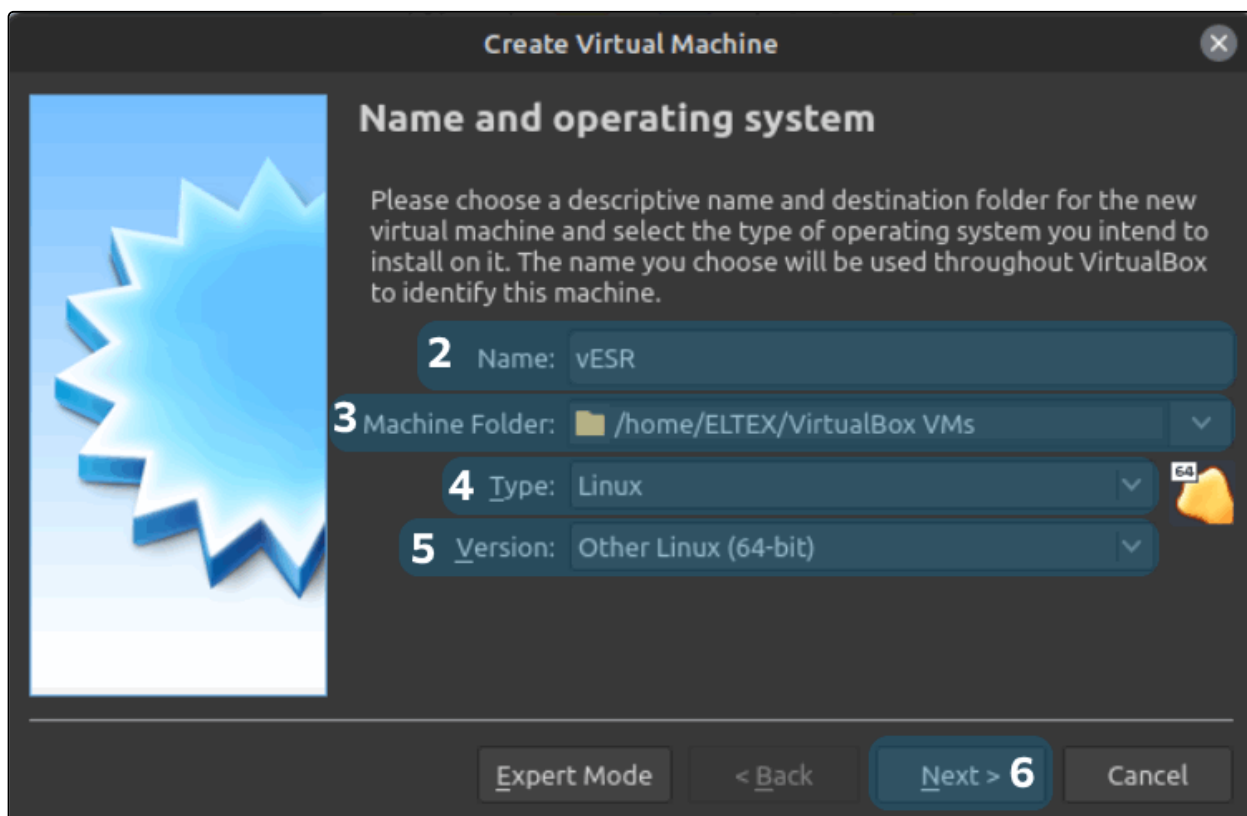 Create Virtual Machine
Name and operating system
Please choose a descriptive name and destination folder for the new
virtual machine and select the type of operating system you intend to
install on it. The name you choose will be used throughout VirtualBox
to identify this machine.
2 Name: vESR
3 Machine Folder: /home/ELTEX/VirtualBox VMs
4 Type: Linux
64
5 Version: Other Linux (64-bit)
Expert Mode < Back Next > 6 Cancel